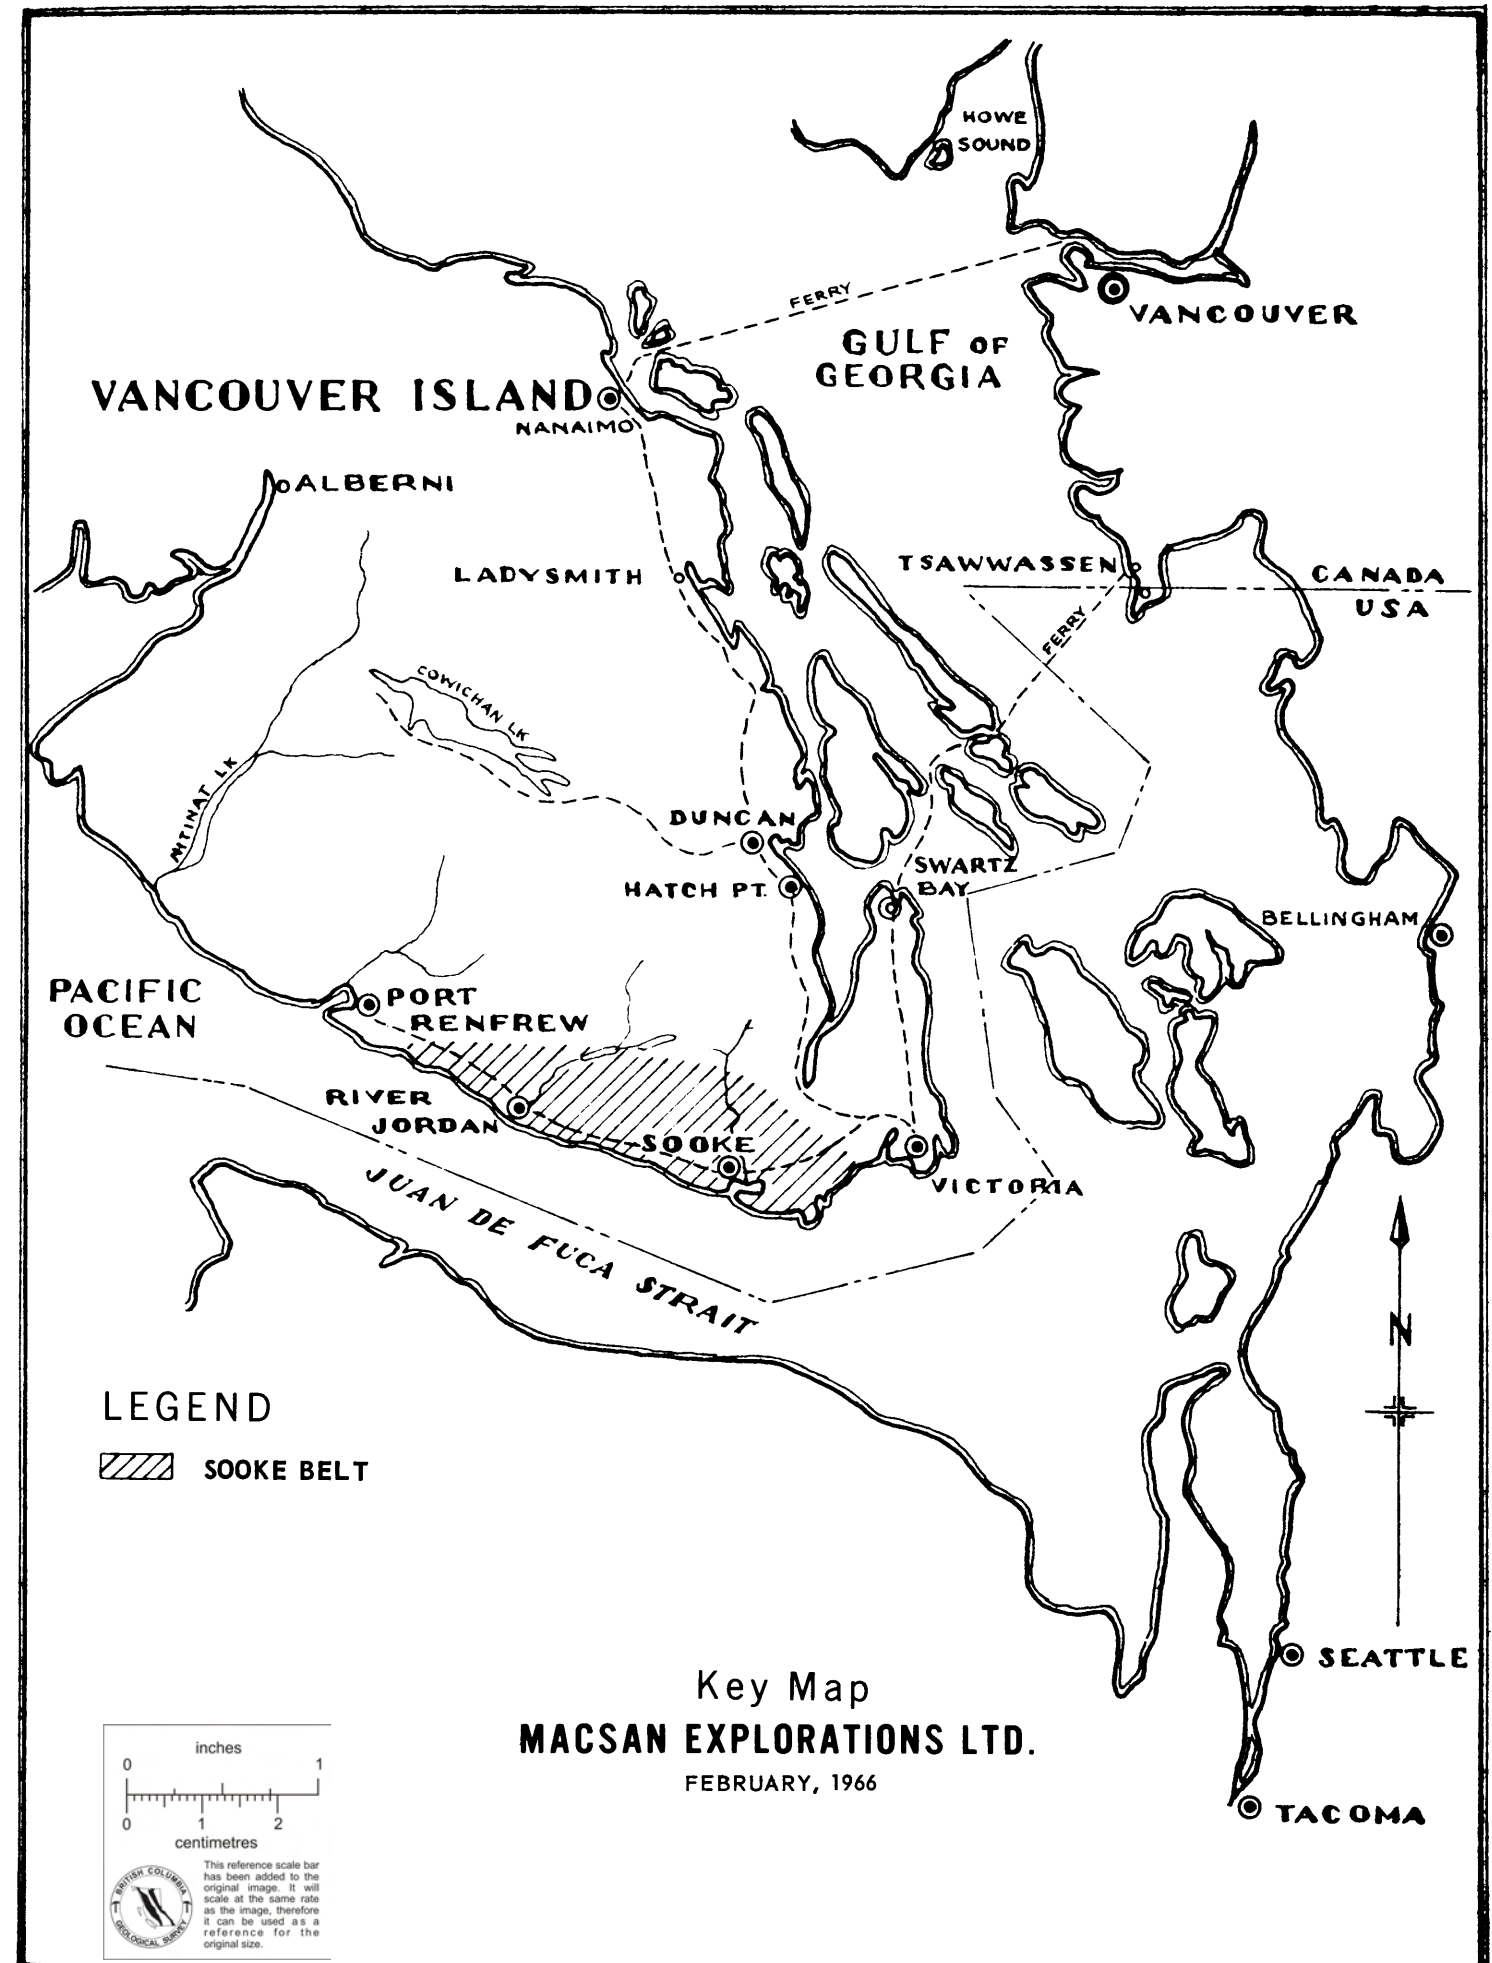 HOWE
SOUND
FERRY
VANCOUVER
GULF OF
GEORGIA
VANCOUVER ISLAND
NANAIMO
ALBERNI
LADYSMITH
TSAWWASSEN
CANADA
USA
FERRY
COWICHAN LK
NITINAT LK
DUNCAN
SWARTZ
BAY
HATCH PT.
BELLINGHAM
PACIFIC
OCEAN
PORT
RENFREW
RIVER
JORDAN
SOOKE
VICTORIA
JUAN DE FUCA STRAIT
N
LEGEND
SOOKE BELT
SEATTLE
Key Map
MACSAN EXPLORATIONS LTD.
FEBRUARY, 1966
TACOMA
inches
0 1
0 1 2
centimetres
This reference scale bar
has been added to the
original image. It will
scale at the same rate
as the image, therefore
it can be used as a
reference for the
original size.
BRITISH COLUMBIA
GEOLOGICAL SURVEY